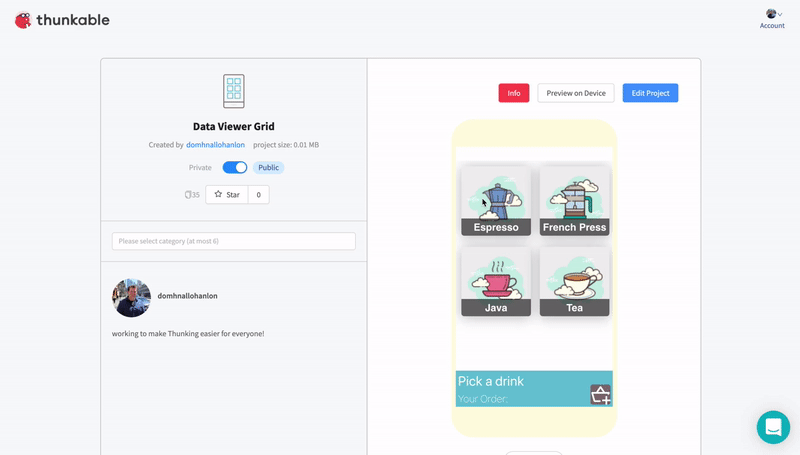 thunkable
Account
Info
Preview on Device
Edit Project
Data Viewer Grid
Created by domhnallohanlon project size: 0.01 MB
Private
Public
35
Star
0
Please select category (at most 6)
domhnallohanlon
working to make Thunking easier for everyone!
Espresso
French Press
Java
Tea
Pick a drink
Your Order: